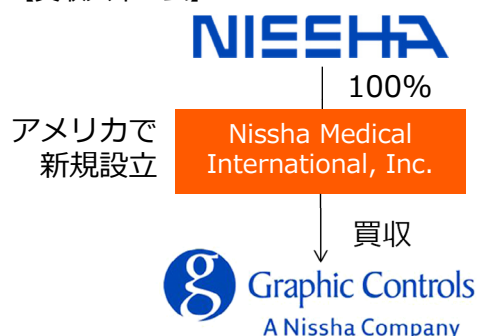 NISSHA
100%
アメリカで
新規設立
Nissha Medical
International, Inc.
買収
g Graphic Controls
A Nissha Company